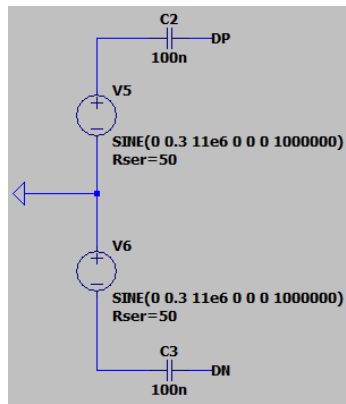 C2
DP
100n
V5
SINE(0 0.3 11e6 0 0 0 1000000)
Rser=50
V6
SINE(0 0.3 11e6 0 0 0 1000000)
Rser=50
C3
DN
100n